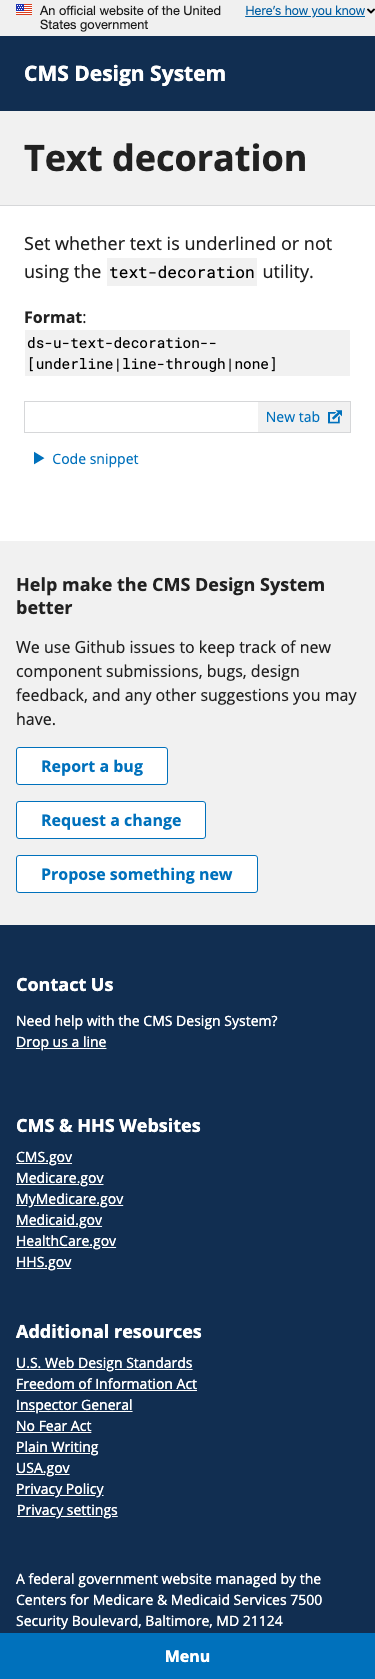 An official website of the United
States government
Here's how you know
CMS Design System
Text decoration
Set whether text is underlined or not
using the text-decoration utility.
Format:
ds-u-text-decoration--
[underline|line-through|none]
New tab
Code snippet
Help make the CMS Design System
better
We use Github issues to keep track of new
component submissions, bugs, design
feedback, and any other suggestions you may
have.
Report a bug
Request a change
Propose something new
Contact Us
Need help with the CMS Design System?
Drop us a line
CMS & HHS Websites
CMS.gov
Medicare.gov
MyMedicare.gov
Medicaid.gov
HealthCare.gov
HHS.gov
Additional resources
U.S. Web Design Standards
Freedom of Information Act
Inspector General
No Fear Act
Plain Writing
USA.gov
Privacy Policy
Privacy settings
A federal government website managed by the
Centers for Medicare & Medicaid Services 7500
Security Boulevard, Baltimore, MD 21124
Menu